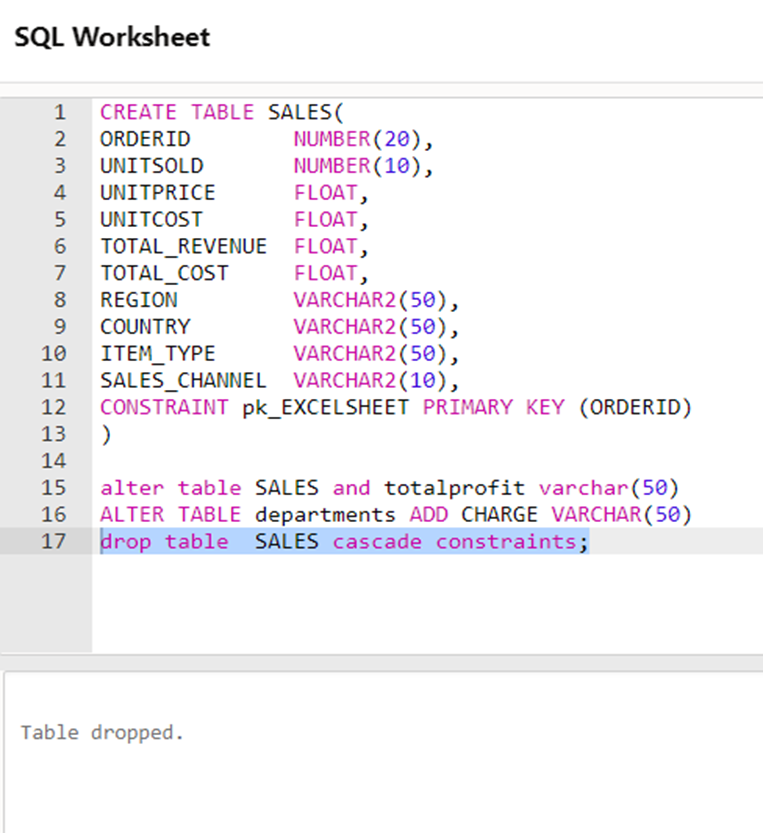 SQL Worksheet
1 CREATE TABLE SALES(
2 ORDERID NUMBER(20),
3 UNITSOLD NUMBER(10),
4 UNITPRICE FLOAT,
5 UNITCOST FLOAT,
6 TOTAL_REVENUE FLOAT,
7 TOTAL_COST FLOAT,
8 REGION VARCHAR2(50),
9 COUNTRY VARCHAR2(50),
10 ITEM_TYPE VARCHAR2(50),
11 SALES_CHANNEL VARCHAR2(10),
12 CONSTRAINT pk_EXCELSHEET PRIMARY KEY (ORDERID)
13 )
14
15 alter table SALES and totalprofit varchar(50)
16 ALTER TABLE departments ADD CHARGE VARCHAR(50)
17 drop table  SALES cascade constraints;
Table dropped.